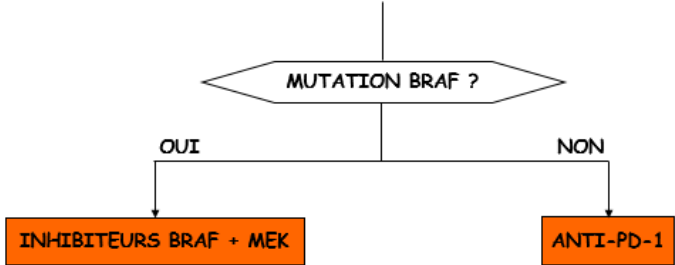 MUTATION BRAF ?
OUI
NON
INHIBITEURS BRAF + MEK
ANTI-PD-1